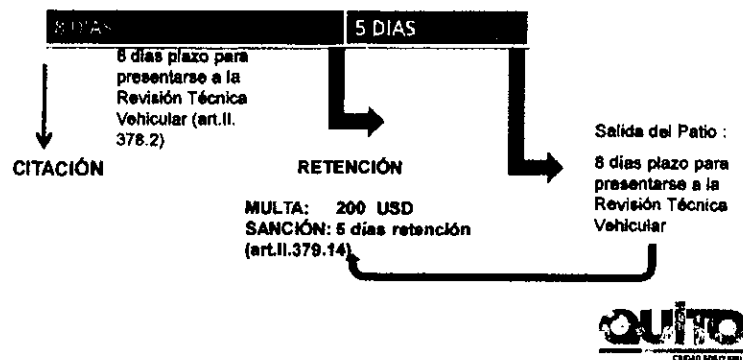 8 DÍAS
5 DIAS
8 días plazo para
presentarse a la
Revisión Técnica
Vehicular (art.II.
378.2)
CITACIÓN
RETENCIÓN
MULTA: 200 USD
SANCIÓN: 5 días retención
(art.II.379.14)
Salida del Patio :
8 días plazo para
presentarse a la
Revisión Técnica
Vehicular
QUITO